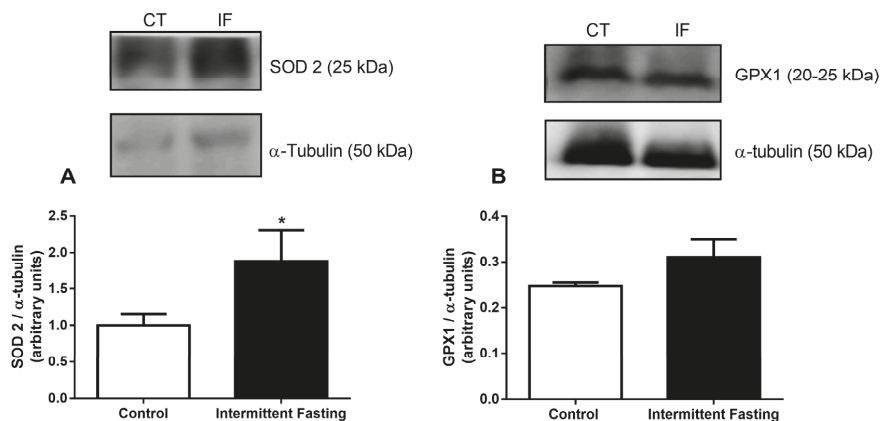 CT IF
SOD 2 (25 kDa)
α-Tubulin (50 kDa)
A
SOD 2 / α-tubulin
(arbitrary units)
2.5
2.0
1.5
1.0
0.5
0.0
*
Control Intermittent Fasting
CT IF
GPX1 (20-25 kDa)
α-tubulin (50 kDa)
B
GPX1 / α-tubulin
(arbitrary units)
0.4
0.3
0.2
0.1
0.0
Control Intermittent Fasting